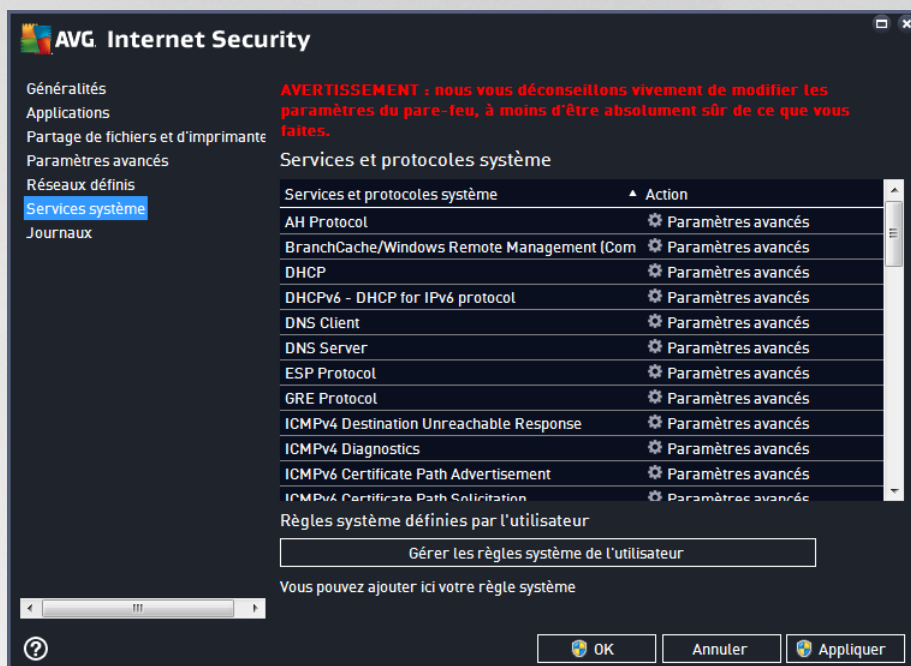 AVG Internet Security
Généralités
Applications
Partage de fichiers et d'imprimante
Paramètres avancés
Réseaux définis
Services système
Journaux
AVERTISSEMENT : nous vous déconseillons vivement de modifier les
paramètres du pare-feu, à moins d'être absolument sûr de ce que vous
faites.
Services et protocoles système
Services et protocoles système Action
AH Protocol Paramètres avancés
BranchCache/Windows Remote Management (Com Paramètres avancés
DHCP Paramètres avancés
DHCPv6 - DHCP for IPv6 protocol Paramètres avancés
DNS Client Paramètres avancés
DNS Server Paramètres avancés
ESP Protocol Paramètres avancés
GRE Protocol Paramètres avancés
ICMPv4 Destination Unreachable Response Paramètres avancés
ICMPv4 Diagnostics Paramètres avancés
ICMPv6 Certificate Path Advertisement Paramètres avancés
ICMPv6 Certificate Path Solicitation Paramètres avancés
Règles système définies par l'utilisateur
Gérer les règles système de l'utilisateur
Vous pouvez ajouter ici votre règle système
?
OK
Annuler
Appliquer